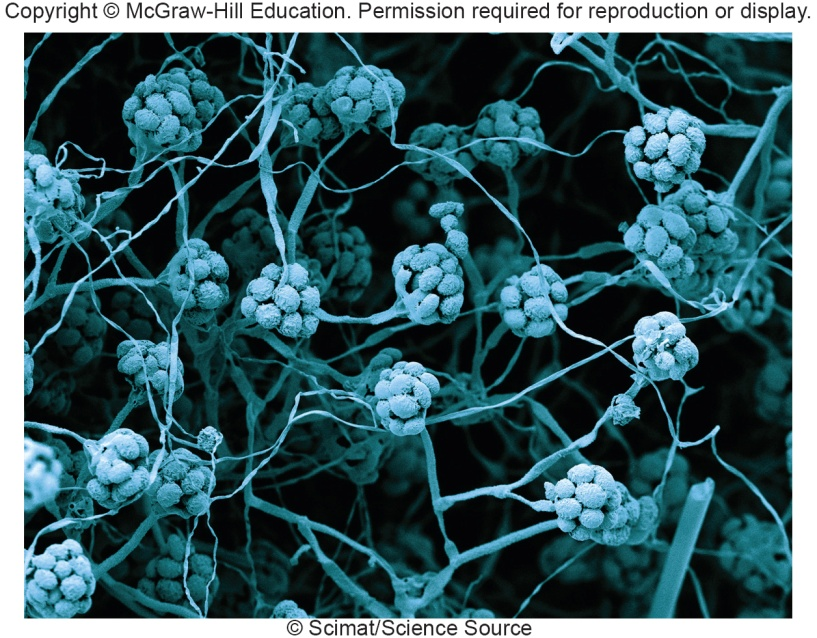 Copyright © McGraw-Hill Education. Permission required for reproduction or display.
© Scimat/Science Source